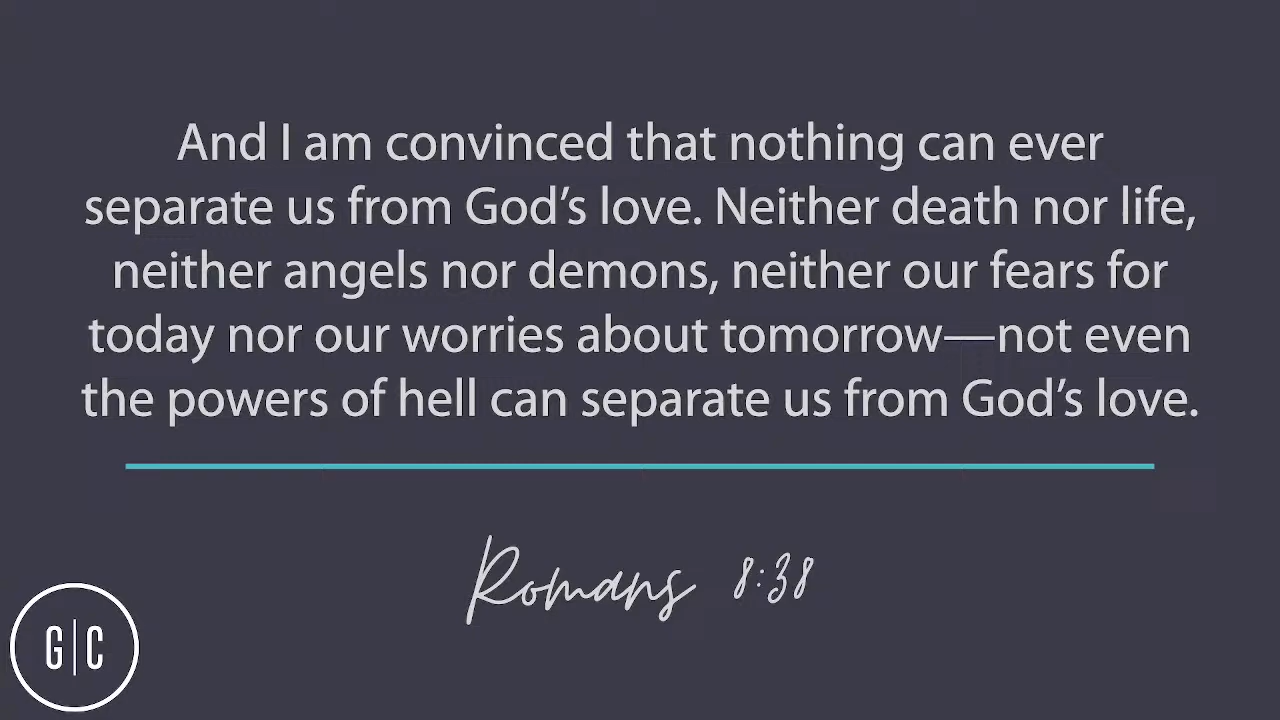 And I am convinced that nothing can ever
separate us from God’s love. Neither death nor life,
neither angels nor demons, neither our fears for
today nor our worries about tomorrow—not even
the powers of hell can separate us from God’s love.
Romans 8:38
G|C